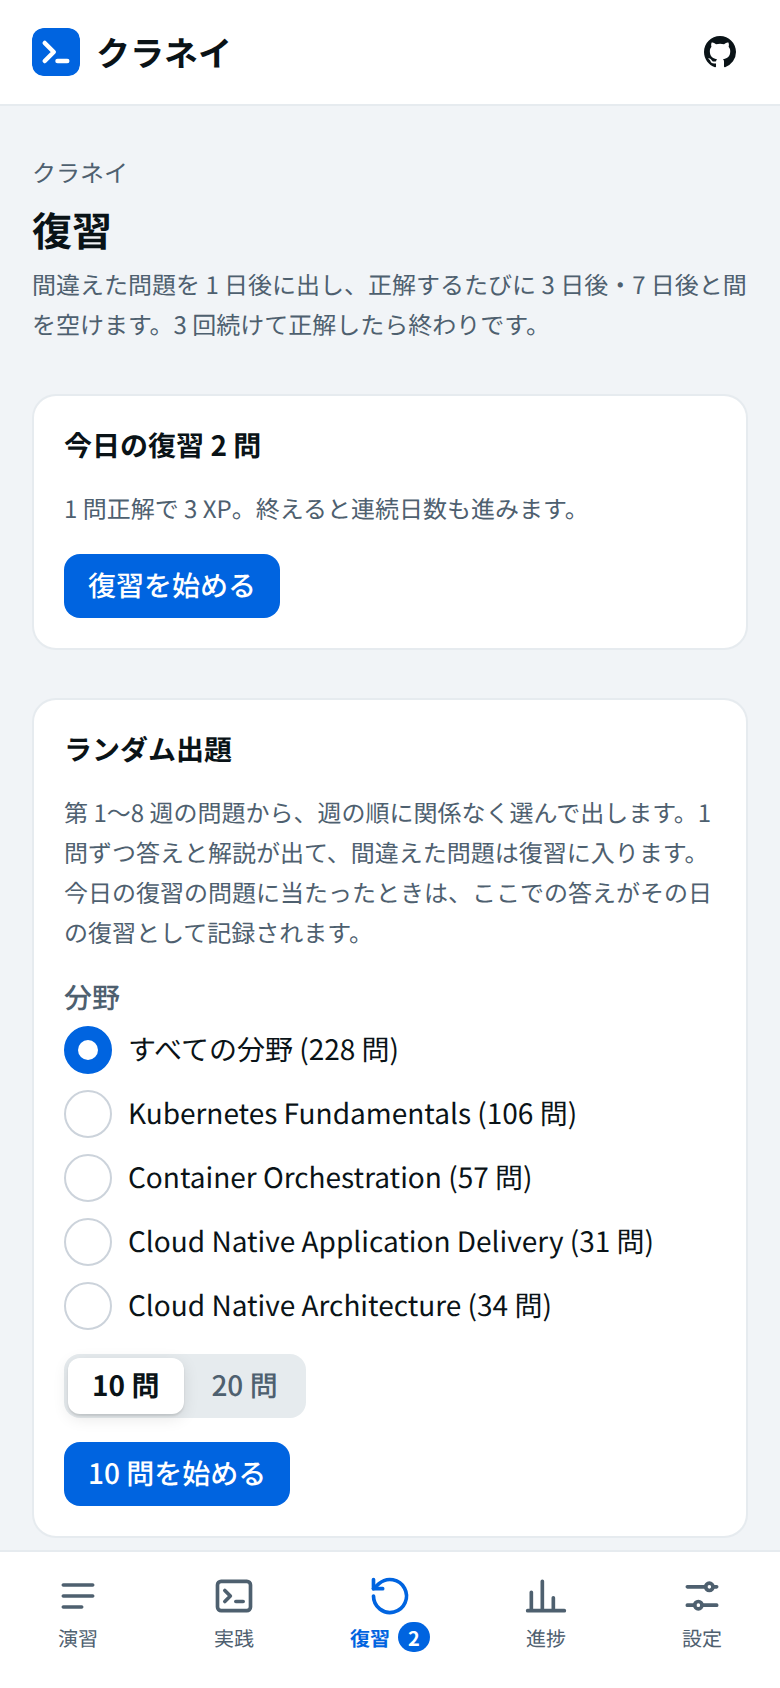 クラネイ
クラネイ
復習
間違えた問題を 1 日後に出し、正解するたびに 3 日後・7 日後と間
を空けます。3 回続けて正解したら終わりです。
今日の復習 2 問
1 問正解で 3 XP。終えると連続日数も進みます。
復習を始める
ランダム出題
第 1〜8 週の問題から、週の順に関係なく選んで出します。1
問ずつ答えと解説が出て、間違えた問題は復習に入ります。
今日の復習の問題に当たったときは、ここでの答えがその日
の復習として記録されます。
分野
すべての分野 (228 問)
Kubernetes Fundamentals (106 問)
Container Orchestration (57 問)
Cloud Native Application Delivery (31 問)
Cloud Native Architecture (34 問)
10 問 20 問
10 問を始める
演習 実践 復習 2 進捗 設定